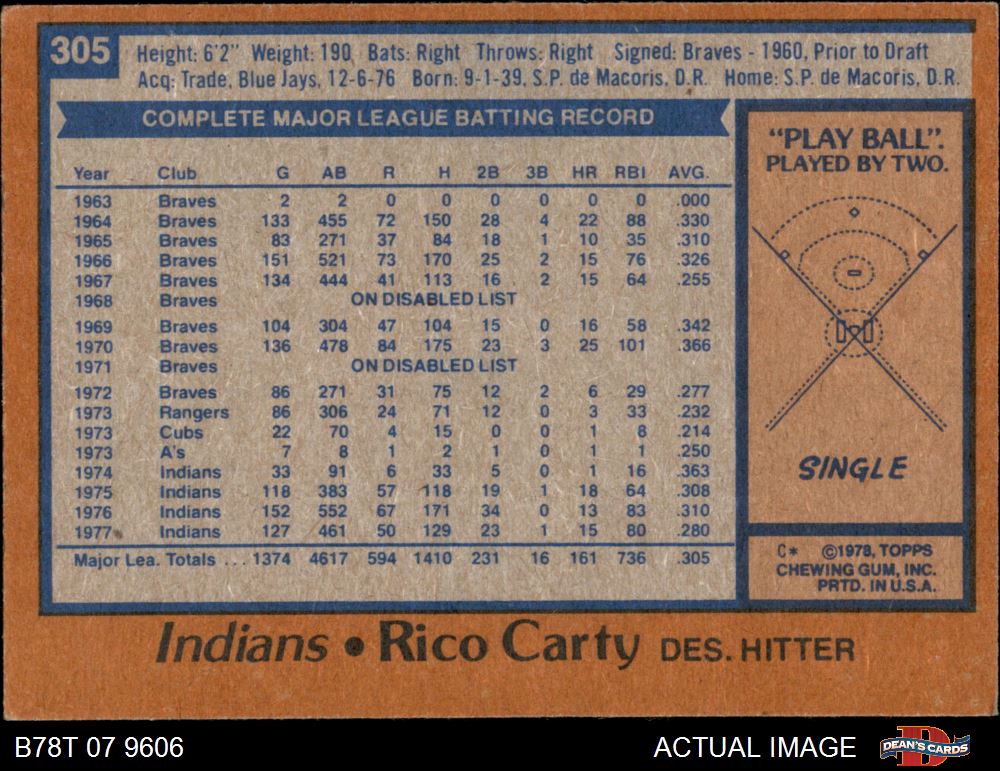 305
Height: 6'2" Weight: 190 Bats: Right Throws: Right Signed: Braves - 1960, Prior to Draft
Acq: Trade, Blue Jays, 12-6-76 Born: 9-1-39, S.P. de Macoris, D.R. Home: S.P. de Macoris, D.R.
COMPLETE MAJOR LEAGUE BATTING RECORD
Year Club G AB R H 2B 3B HR RBI AVG.
1963 Braves 2 2 0 0 0 0 0 0 .000
1964 Braves 133 455 72 150 28 4 22 88 .330
1965 Braves 83 271 37 84 18 1 10 35 .310
1966 Braves 151 521 73 170 25 2 15 76 .326
1967 Braves 134 444 41 113 16 2 15 64 .255
1968 Braves ON DISABLED LIST
1969 Braves 104 304 47 104 15 0 16 58 .342
1970 Braves 136 478 84 175 23 3 25 101 .366
1971 Braves ON DISABLED LIST
1972 Braves 86 271 31 75 12 2 6 29 .277
1973 Rangers 86 306 24 71 12 0 3 33 .232
1973 Cubs 22 70 4 15 0 0 1 8 .214
1973 A's 7 8 1 2 1 0 1 1 .250
1974 Indians 33 91 6 33 5 0 1 16 .363
1975 Indians 118 383 57 118 19 1 18 64 .308
1976 Indians 152 552 67 171 34 0 13 83 .310
1977 Indians 127 461 50 129 23 1 15 80 .280
Major Lea. Totals ... 1374 4617 594 1410 231 16 161 736 .305
"PLAY BALL".
PLAYED BY TWO.
SINGLE
C* ©1978, TOPPS
CHEWING GUM, INC.
PRTD. IN U.S.A.
Indians • Rico Carty DES. HITTER
B78T 07 9606
ACTUAL IMAGE
D
DEAN'S CARDS